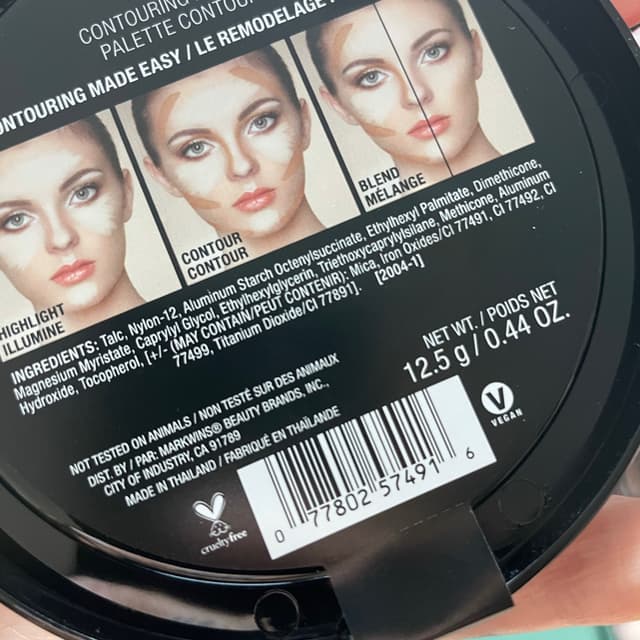 CONTOURING
PALETTE CONTOUR
CONTOURING MADE EASY / LE REMODELAGE
HIGHLIGHT
ILLUMINE
CONTOUR
CONTOUR
BLEND
MÉLANGE
INGREDIENTS: Talc, Nylon-12, Aluminum Starch Octenylsuccinate, Ethylhexyl Palmitate, Dimethicone,
Magnesium Myristate, Caprylyl Glycol, Ethylhexylglycerin, Triethoxycaprylylsilane, Methicone, Aluminum
Hydroxide, Tocopherol, [+/- (MAY CONTAIN/PEUT CONTENIR): Mica, Iron Oxides/CI 77491, CI 77492, CI
77499, Titanium Dioxide/CI 77891]. [2004-1]
NET WT. / POIDS NET
12.5 g / 0.44 OZ.
NOT TESTED ON ANIMALS / NON TESTÉ SUR DES ANIMAUX
DIST. BY / PAR: MARKWINS® BEAUTY BRANDS, INC.,
CITY OF INDUSTRY, CA 91789
MADE IN THAILAND / FABRIQUÉ EN THAÏLANDE
V
VEGAN
crueltyfree
0 77802 57491 6